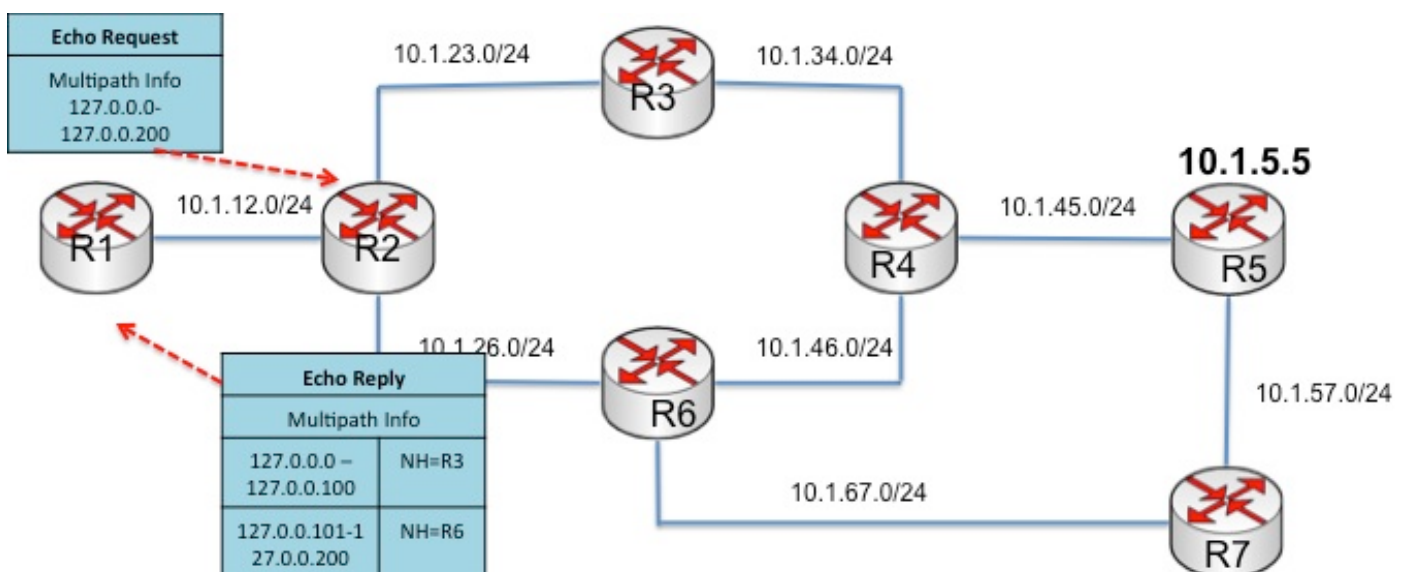 Echo Request
Multipath Info
127.0.0.0-
127.0.0.200
10.1.23.0/24
R3
10.1.34.0/24
10.1.5.5
R1
10.1.12.0/24
R2
R4
10.1.45.0/24
R5
10.1.26.0/24
R6
10.1.46.0/24
Echo Reply
Multipath Info
127.0.0.0 –
127.0.0.100
NH=R3
127.0.0.101-1
27.0.0.200
NH=R6
10.1.57.0/24
10.1.67.0/24
R7